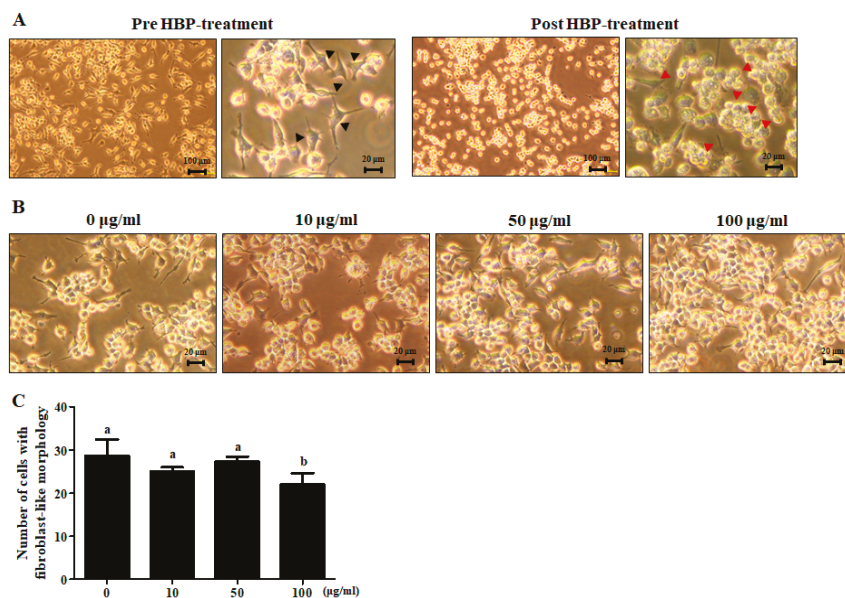 A
Pre HBP-treatment
Post HBP-treatment
100 µm
20 µm
100 µm
20 µm
B
0 µg/ml
10 µg/ml
50 µg/ml
100 µg/ml
20 µm
20 µm
20 µm
20 µm
C
Number of cells with
fibroblast-like morphology
40
30
20
10
0
a
a
a
b
0
10
50
100
(µg/ml)